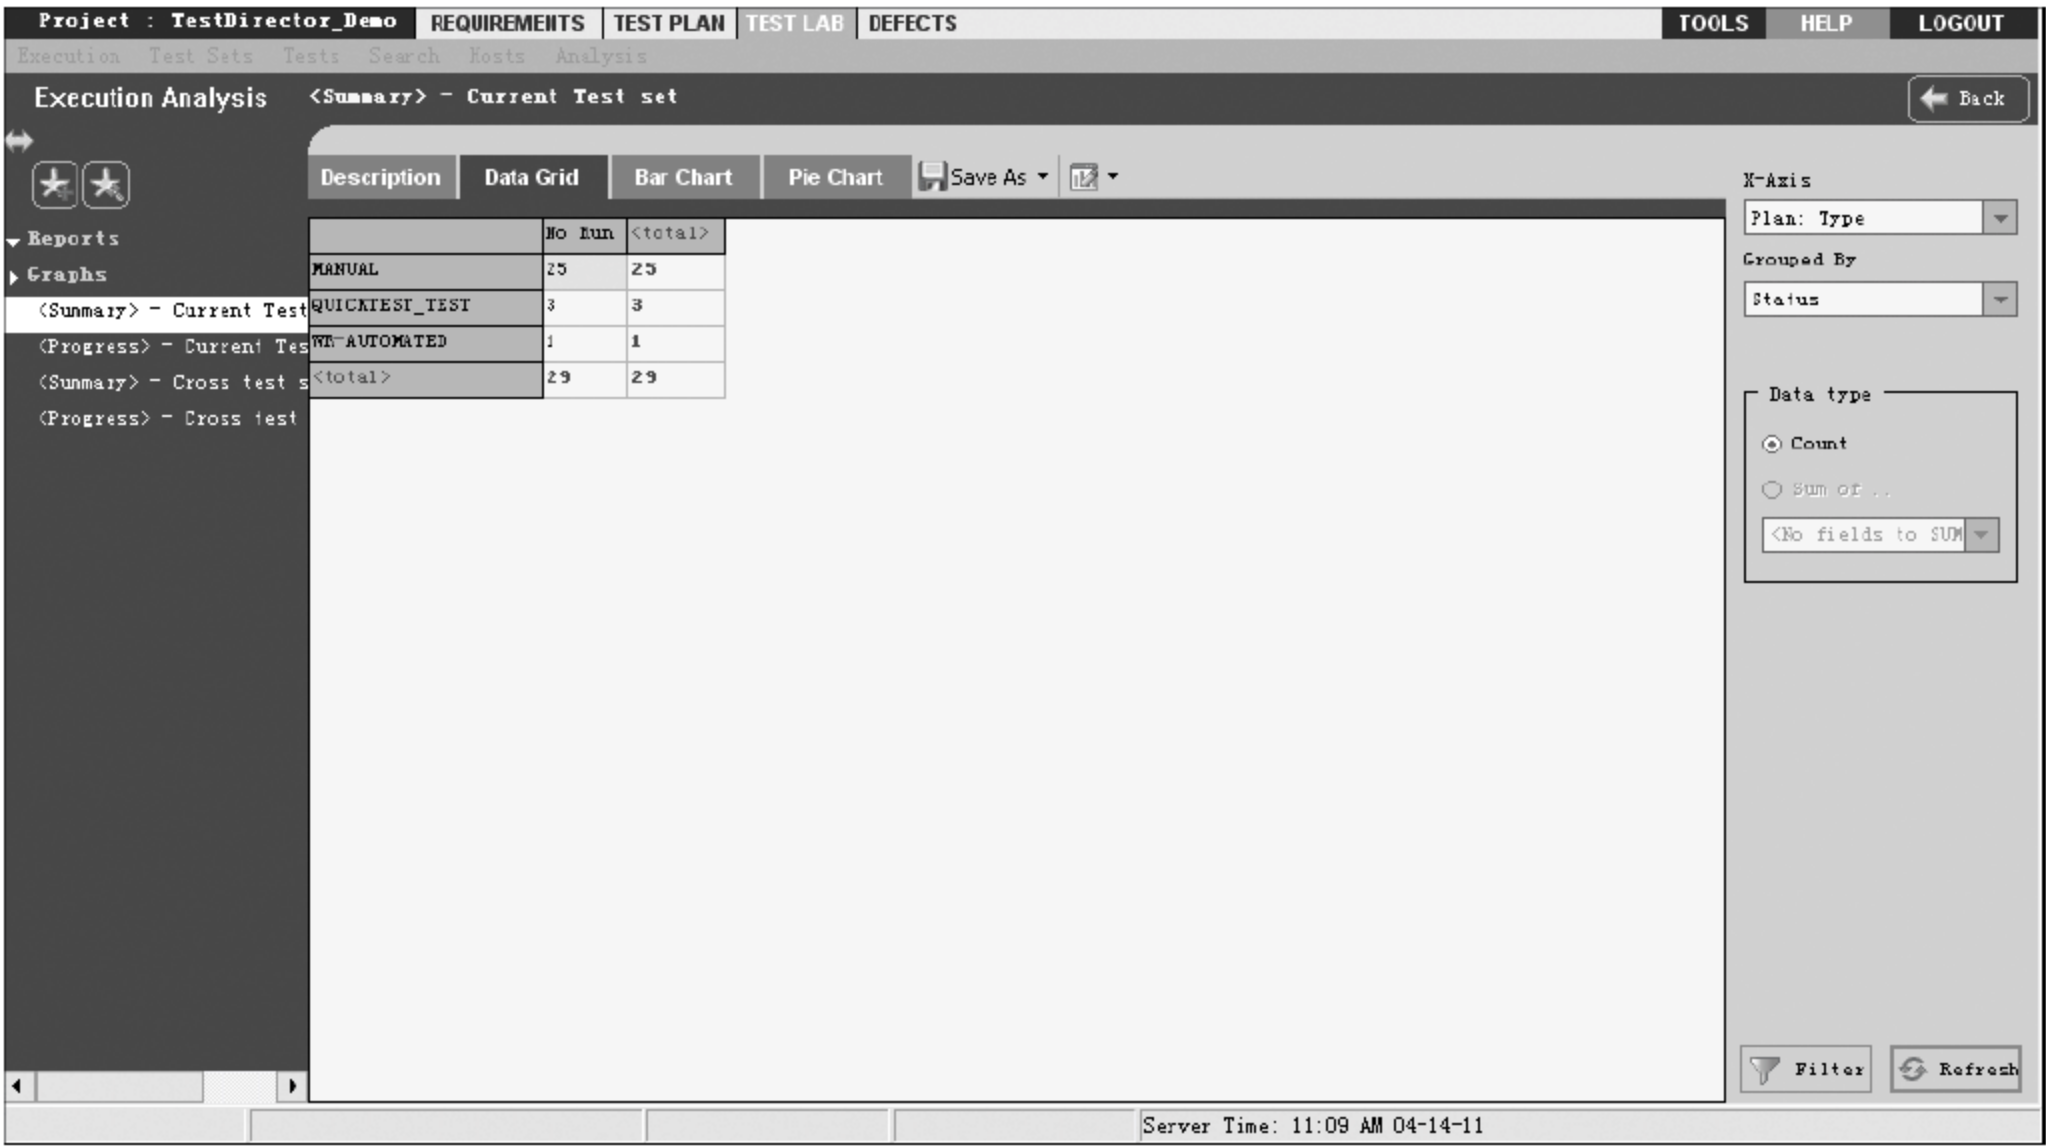 Project : TestDirector_Demo REQUIREMENTS TEST PLAN TEST LAB DEFECTS TOOLS HELP LOGOUT
Execution Test Sets Tests Search Hosts Analysis
Execution Analysis <Summary> - Current Test set Back
Description Data Grid Bar Chart Pie Chart Save As
X-Axis
Plan: Type
Grouped By
Status
Reports
Graphs
<Summary> - Current Test
<Progress> - Current Tes
<Summary> - Cross test s
<Progress> - Cross test
No Run <total>
MANUAL 25 25
QUICKTEST_TEST 3 3
WR-AUTOMATED 1 1
<total> 29 29
Data type
Count
Sum of ..
<No fields to SUM
Filter Refresh
Server Time: 11:09 AM 04-14-11